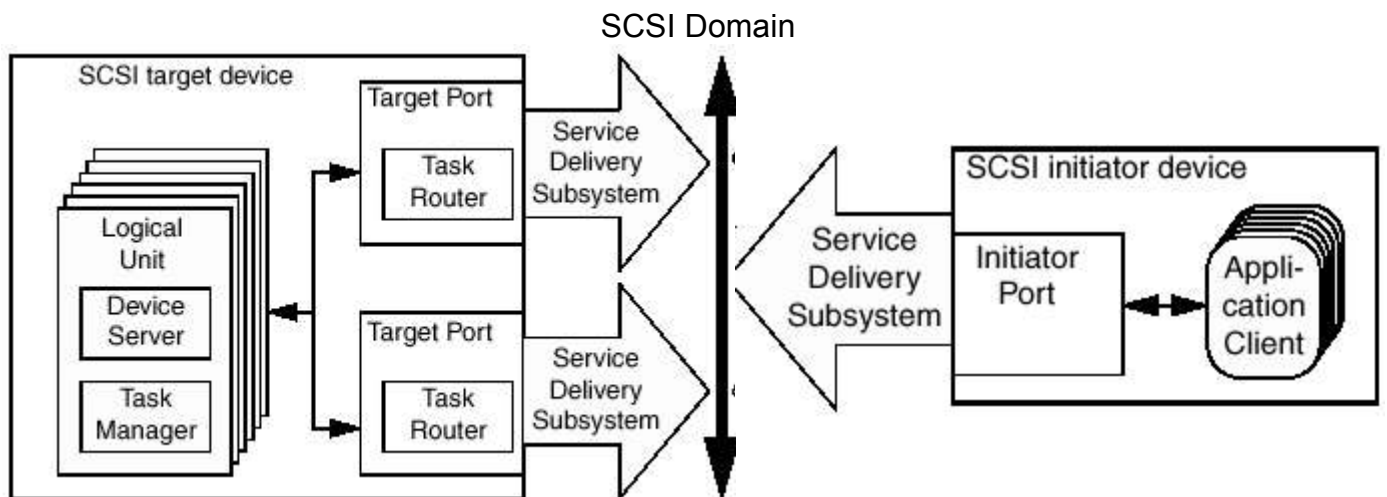 SCSI Domain
SCSI target device
Target Port
Task
Router
Service
Delivery
Subsystem
Logical
Unit
Device
Server
Task
Manager
Target Port
Task
Router
Service
Delivery
Subsystem
Service
Delivery
Subsystem
SCSI initiator device
Initiator
Port
Appli-
cation
Client